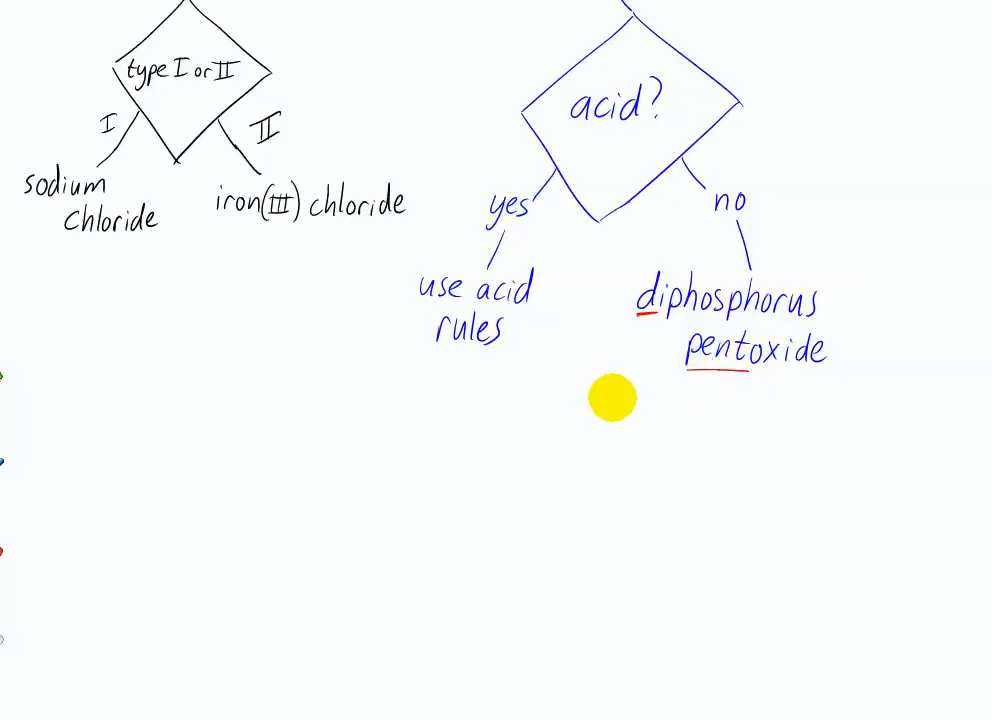 type I or II
I
II
sodium
chloride
iron(III) chloride
acid?
yes
no
use acid
rules
diphosphorus
pentoxide